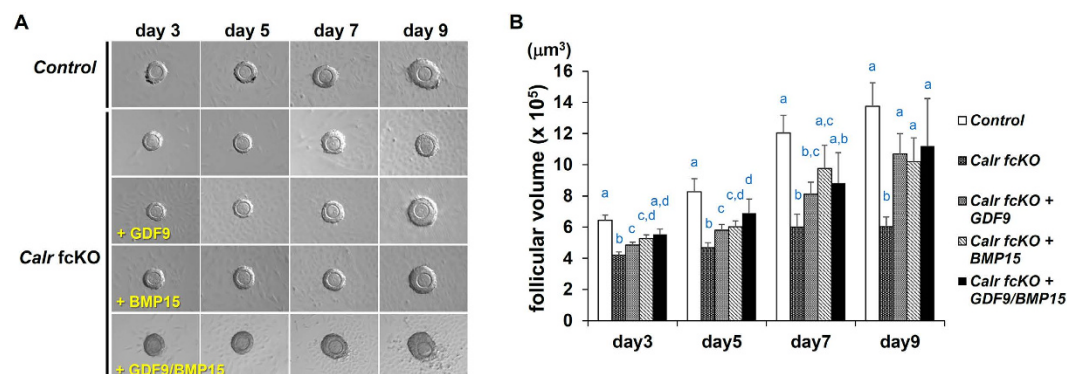 A
day 3 day 5 day 7 day 9
Control
Calr fcKO
+ GDF9
+ BMP15
+ GDF9/BMP15
B
(μm³)
follicular volume (x 10⁵)
16
14
12
10
8
6
4
2
0
a b c c,d a,d
a b c c,d d
a b b,c a,c a,b
a b a a a
day3 day5 day7 day9
Control
Calr fcKO
Calr fcKO +
GDF9
Calr fcKO +
BMP15
Calr fcKO +
GDF9/BMP15